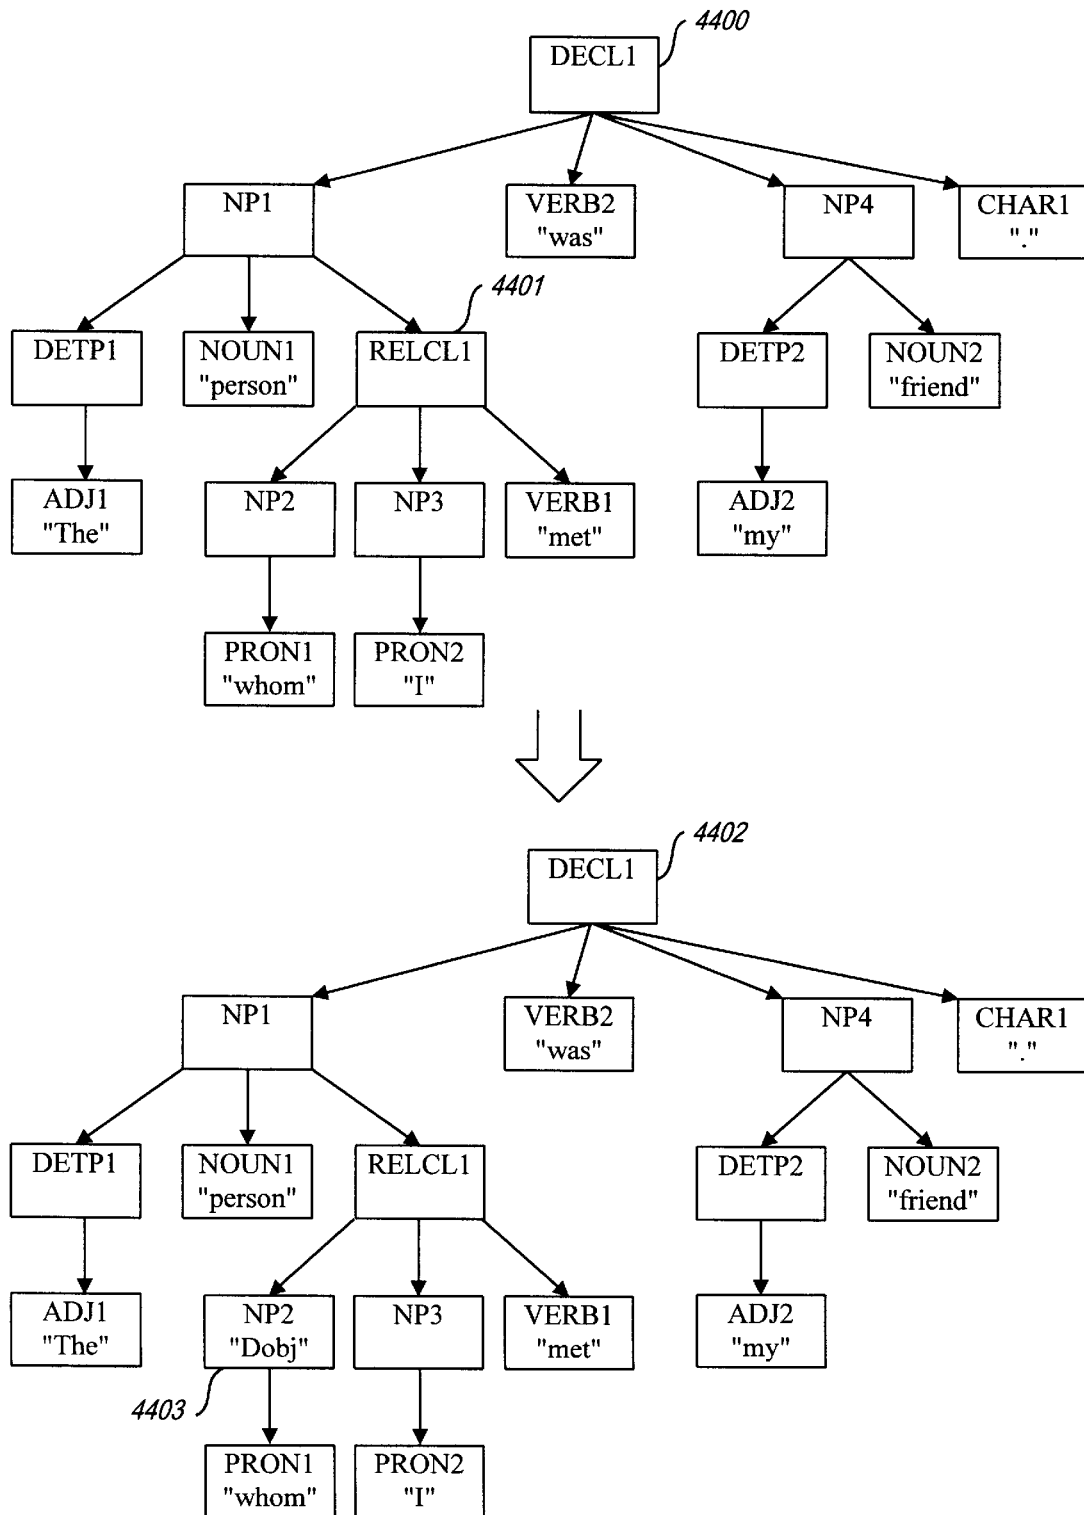 4400
DECL1
NP1
VERB2
"was"
NP4
CHAR1
"."
4401
DETP1
NOUN1
"person"
RELCL1
DETP2
NOUN2
"friend"
ADJ1
"The"
NP2
NP3
VERB1
"met"
ADJ2
"my"
PRON1
"whom"
PRON2
"I"
4402
DECL1
NP1
VERB2
"was"
NP4
CHAR1
"."
DETP1
NOUN1
"person"
RELCL1
DETP2
NOUN2
"friend"
ADJ1
"The"
NP2
"Dobj"
NP3
VERB1
"met"
ADJ2
"my"
4403
PRON1
"whom"
PRON2
"I"